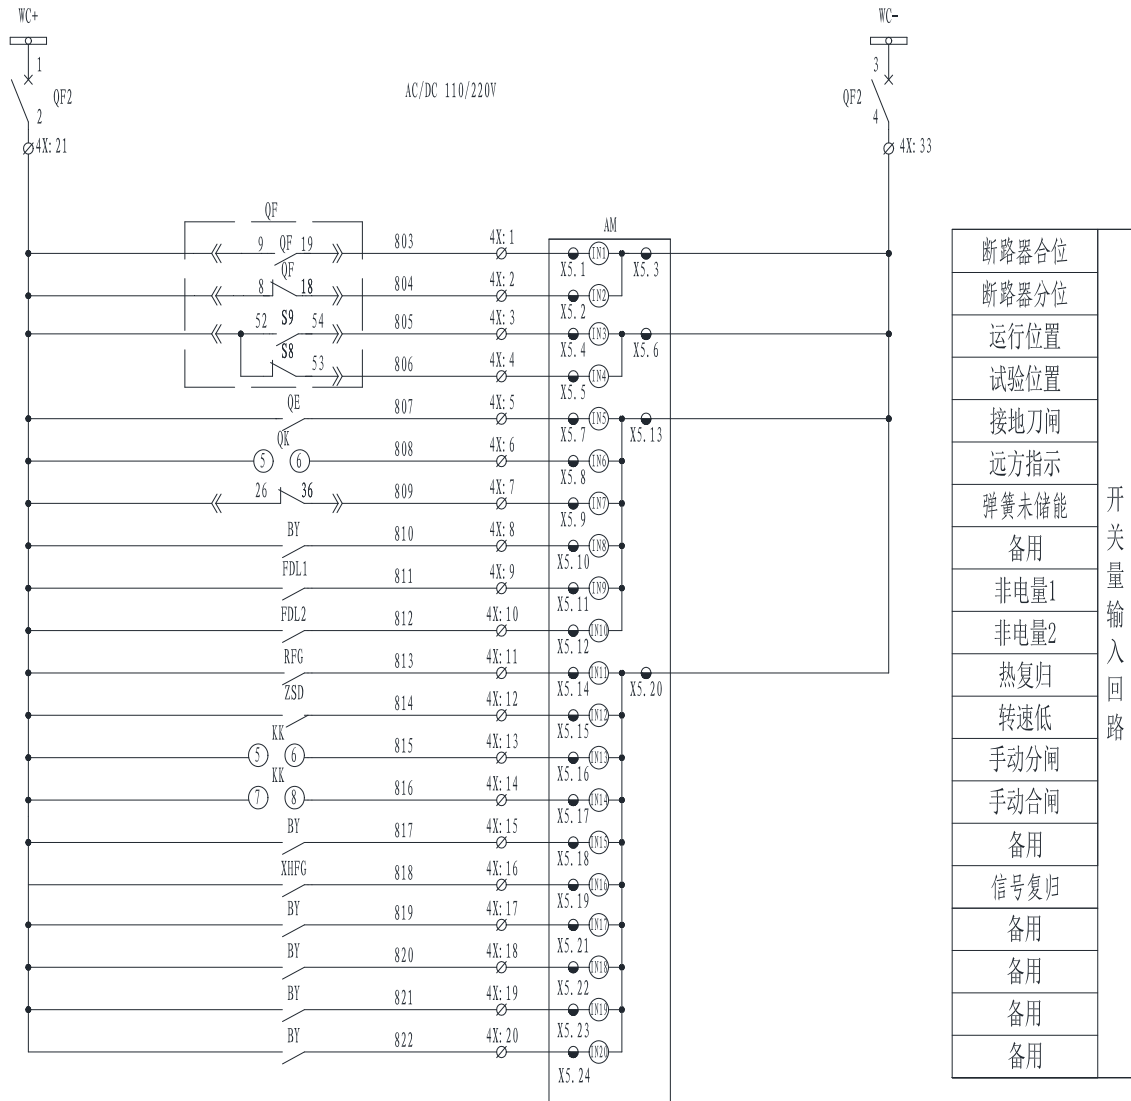 WC+
WC-
1
3
QF2
AC/DC 110/220V
QF2
2
4
4X:21
4X:33
QF
AM
9 QF 19 803 4X:1 X5.1 IN1 X5.3 断路器合位
QF
8 18 804 4X:2 X5.2 IN2 断路器分位
52 S9 54 805 4X:3 X5.4 IN3 X5.6 运行位置
S8 53 806 4X:4 X5.5 IN4 试验位置
QE 807 4X:5 X5.7 IN5 X5.13 接地刀闸
QK
5 6 808 4X:6 X5.8 IN6 远方指示
26 36 809 4X:7 X5.9 IN7 弹簧未储能
BY 810 4X:8 X5.10 IN8 备用
FDL1 811 4X:9 X5.11 IN9 非电量1
FDL2 812 4X:10 X5.12 IN10 非电量2
RFG 813 4X:11 X5.14 IN11 X5.20 热复归
ZSD 814 4X:12 X5.15 IN12 转速低
KK
5 6 815 4X:13 X5.16 IN13 手动分闸
KK
7 8 816 4X:14 X5.17 IN14 手动合闸
BY 817 4X:15 X5.18 IN15 备用
XHFG 818 4X:16 X5.19 IN16 信号复归
BY 819 4X:17 X5.21 IN17 备用
BY 820 4X:18 X5.22 IN18 备用
BY 821 4X:19 X5.23 IN19 备用
BY 822 4X:20 X5.24 IN20 备用
开关量输入回路